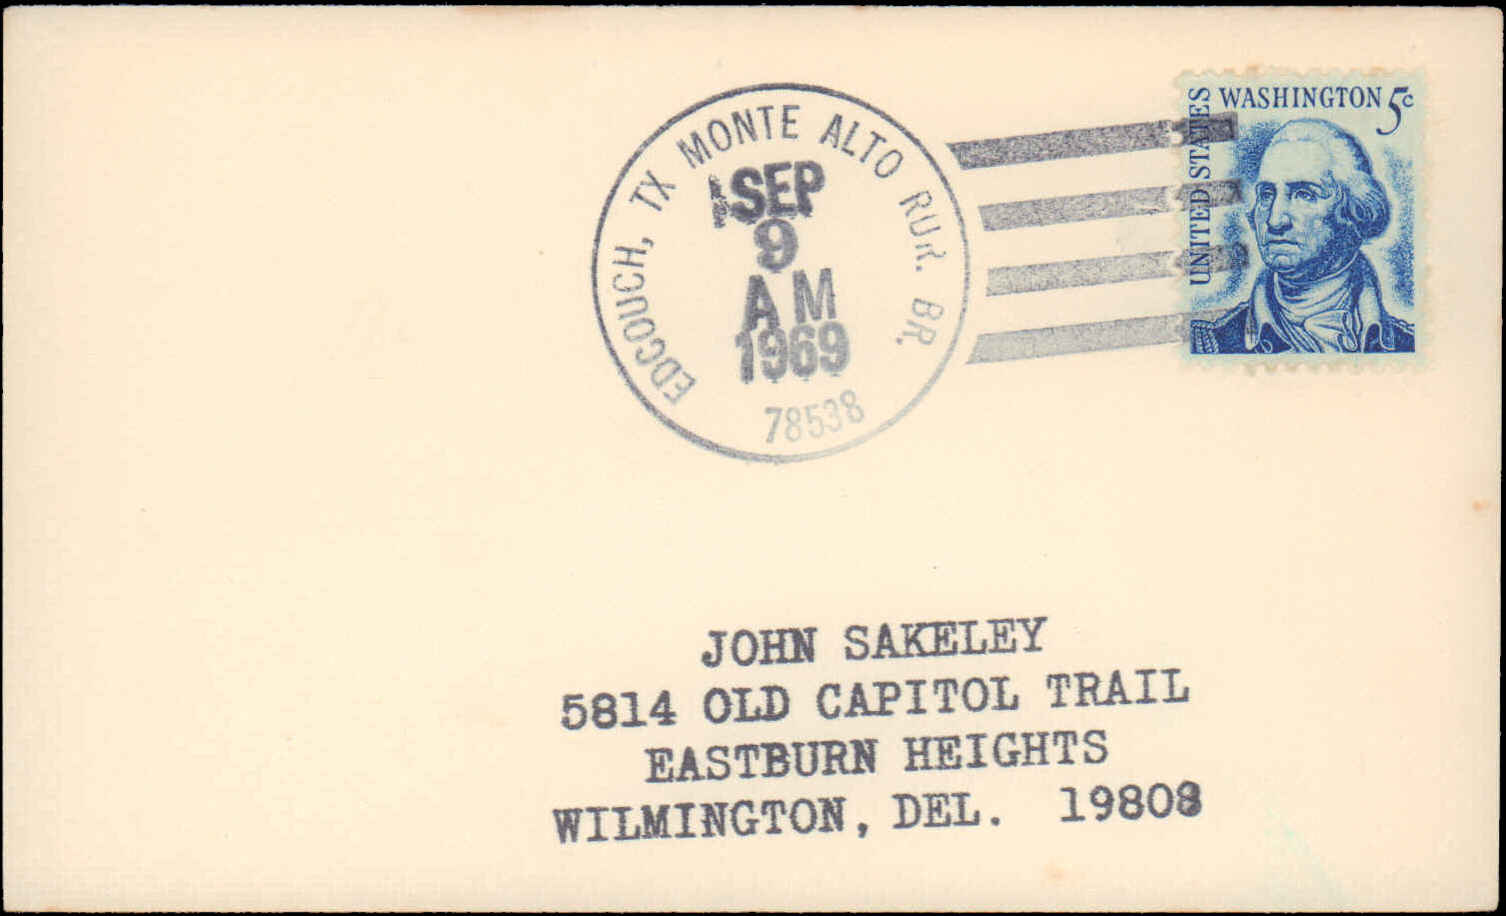 EDCOUCH, TX MONTE ALTO RUR. BR.
SEP
9
AM
1969
78538
WASHINGTON 5c
UNITED STATES
JOHN SAKELEY
5814 OLD CAPITOL TRAIL
EASTBURN HEIGHTS
WILMINGTON, DEL. 19808